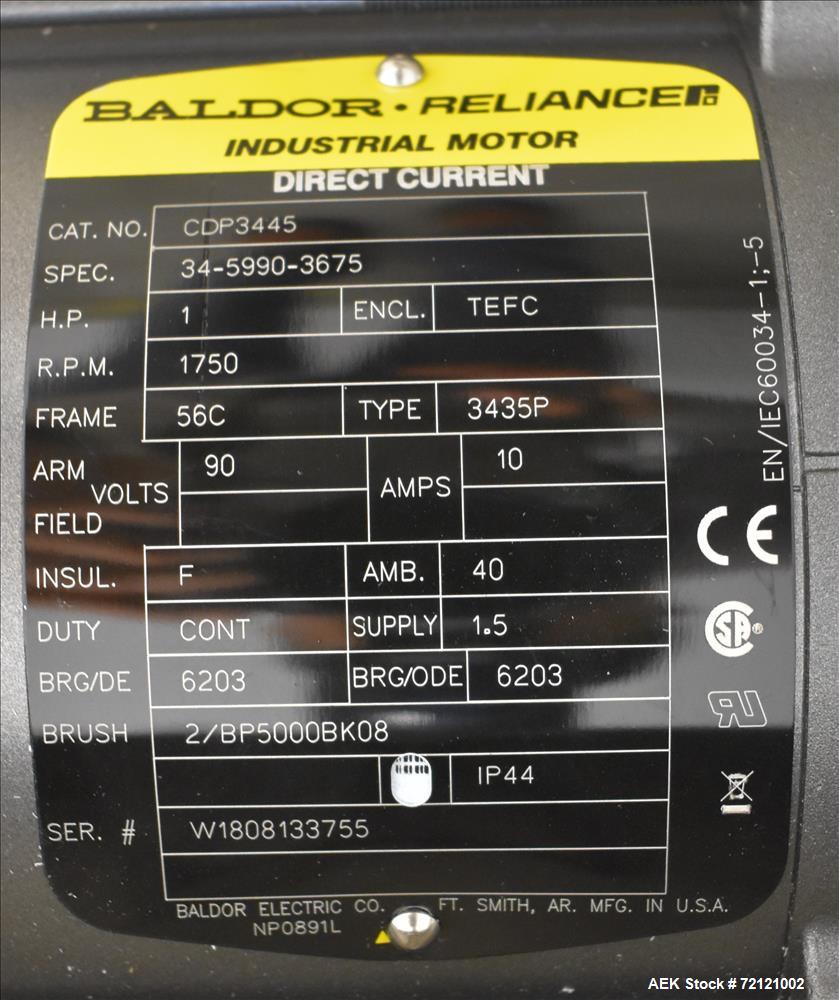 BALDOR • RELIANCE
INDUSTRIAL MOTOR
DIRECT CURRENT
CAT. NO. CDP3445
SPEC. 34-5990-3675
H.P. 1 ENCL. TEFC
R.P.M. 1750
FRAME 56C TYPE 3435P
ARM VOLTS 90 AMPS 10
FIELD
INSUL. F AMB. 40
DUTY CONT SUPPLY 1.5
BRG/DE 6203 BRG/ODE 6203
BRUSH 2/BP5000BK08
IP44
SER. # W1808133755
BALDOR ELECTRIC CO. FT. SMITH, AR. MFG. IN U.S.A.
NP0891L
EN/IEC60034-1;-5
CE
SA ®
UR
AEK Stock # 72121002